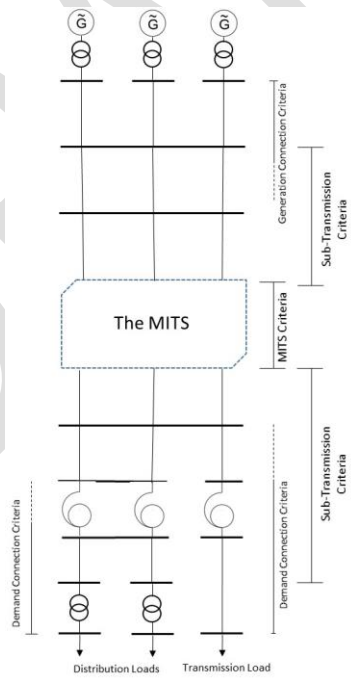 G̃ G̃ G̃
Generation Connection Criteria
Sub-Transmission
Criteria
The MITS
MITS Criteria
Sub-Transmission
Criteria
Demand Connection Criteria
Demand Connection Criteria
Distribution Loads Transmission Load